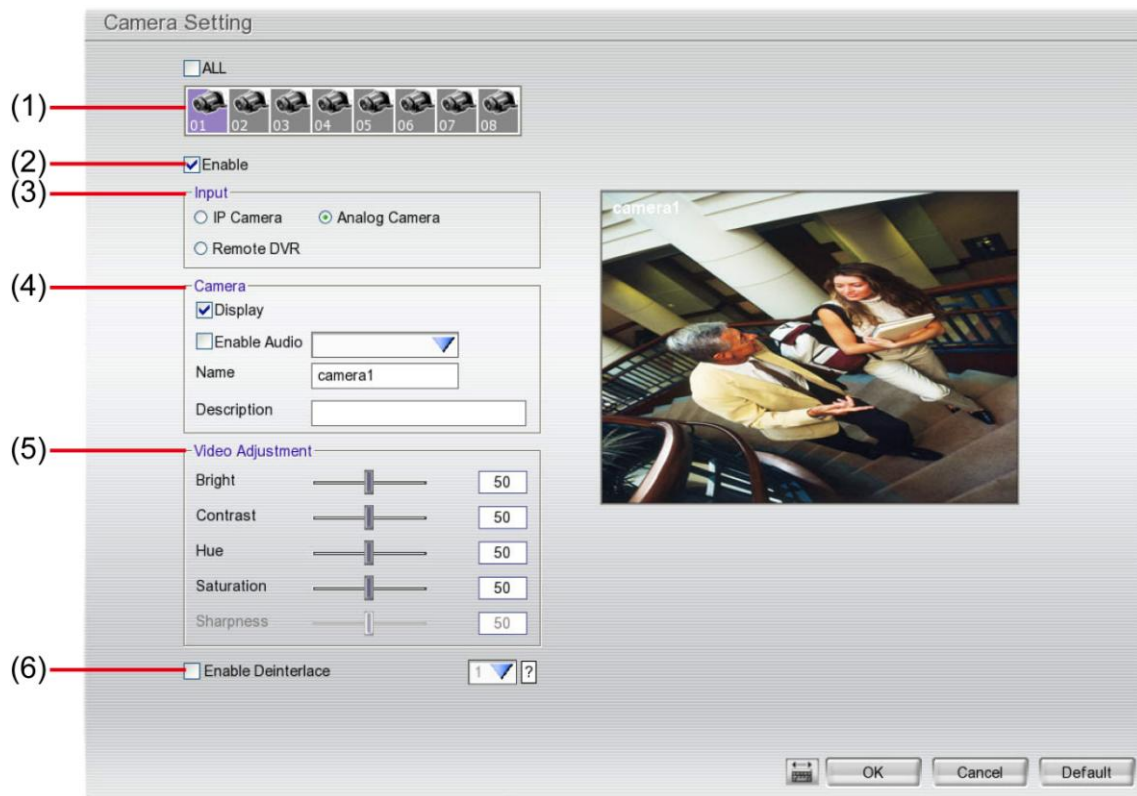 Camera Setting
ALL
(1)
01 02 03 04 05 06 07 08
(2)
Enable
(3)
Input
IP Camera
Analog Camera
camera1
Remote DVR
(4)
Camera
Display
Enable Audio
Name
camera1
Description
(5)
Video Adjustment
Bright
50
Contrast
50
Hue
50
Saturation
50
Sharpness
50
(6)
Enable Deinterlace
1
?
OK
Cancel
Default